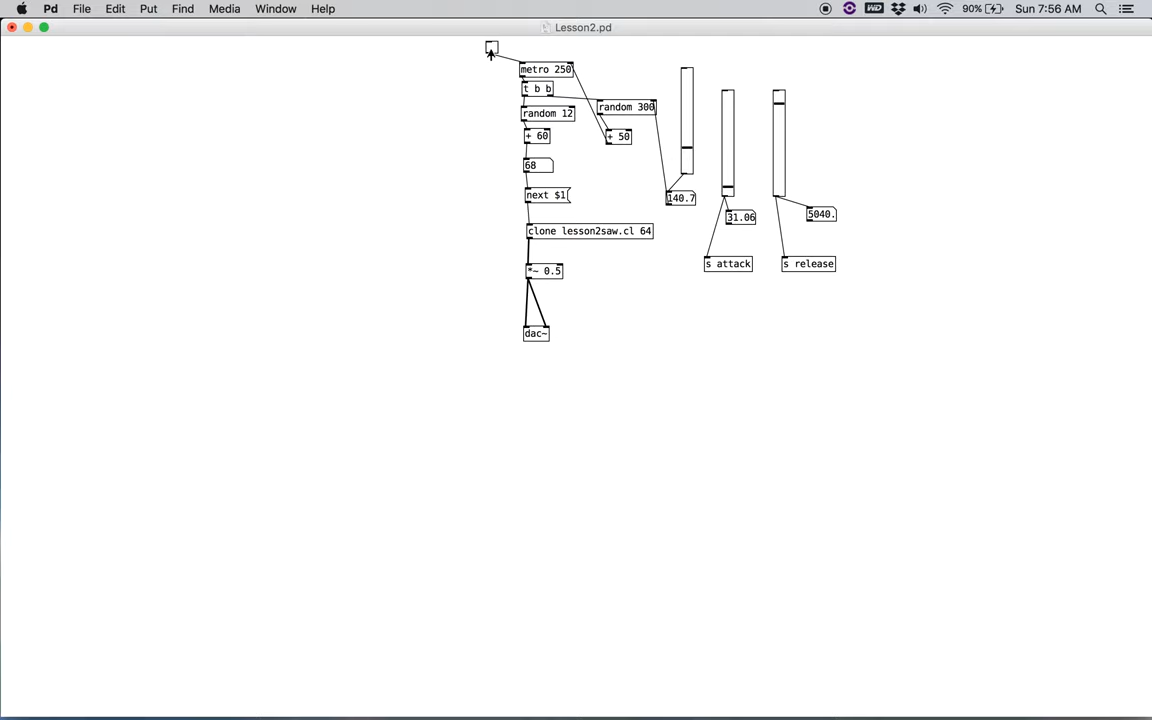 Pd File Edit Put Find Media Window Help 90% Sun 7:56 AM
Lesson2.pd
metro 250
t b b
random 12
random 300
+ 60
+ 50
68
next $1
140.7
31.06
5040.
clone lesson2saw.cl 64
s attack
s release
*~ 0.5
dac~